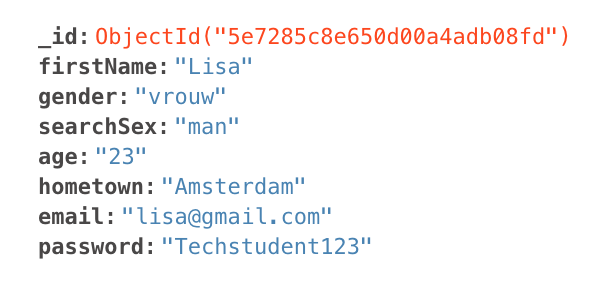 _id: ObjectId("5e7285c8e650d00a4adb08fd")
firstName: "Lisa"
gender: "vrouw"
searchSex: "man"
age: "23"
hometown: "Amsterdam"
email: "lisa@gmail.com"
password: "Techstudent123"